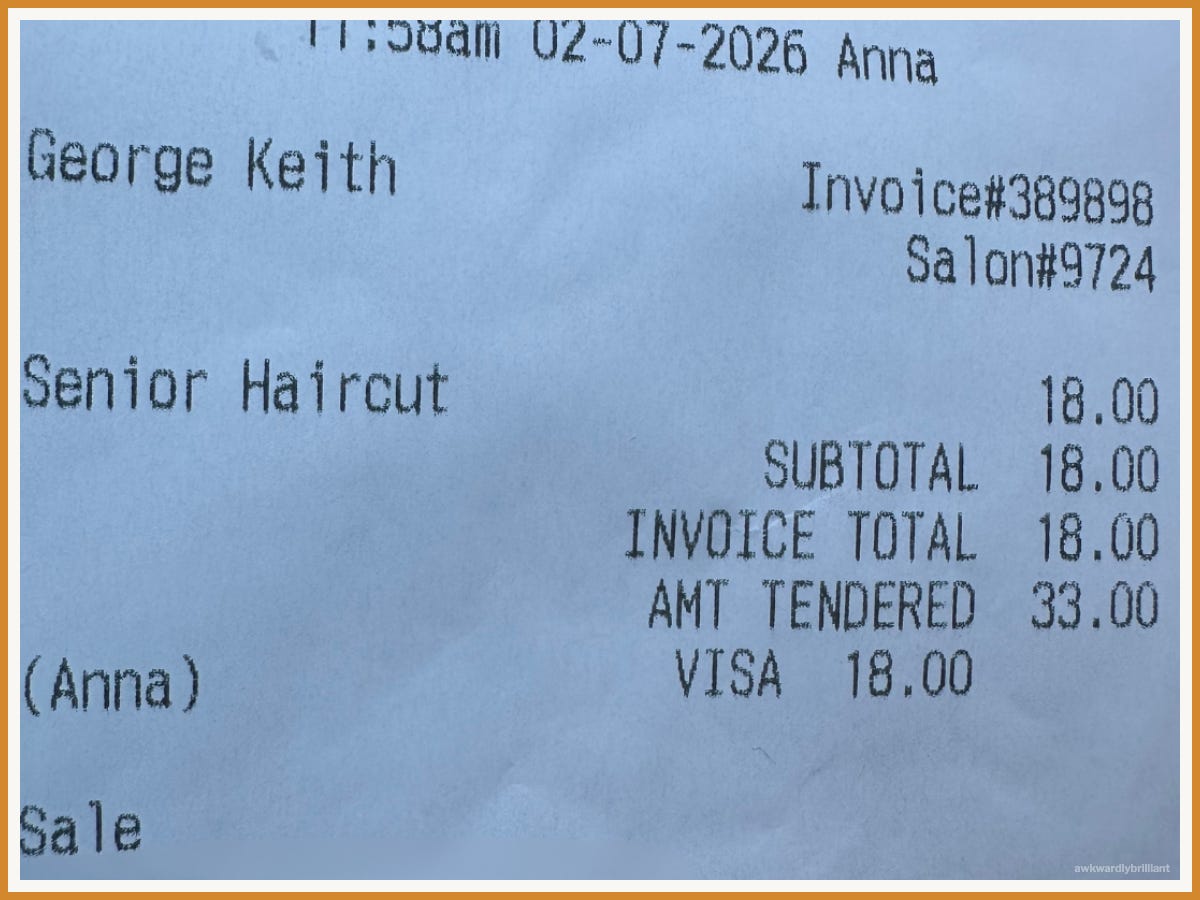 11:58am 02-07-2026 Anna
George Keith
Invoice#389898
Salon#9724
Senior Haircut 18.00
SUBTOTAL 18.00
INVOICE TOTAL 18.00
AMT TENDERED 33.00
(Anna) VISA 18.00
Sale
awkwardlybrilliant